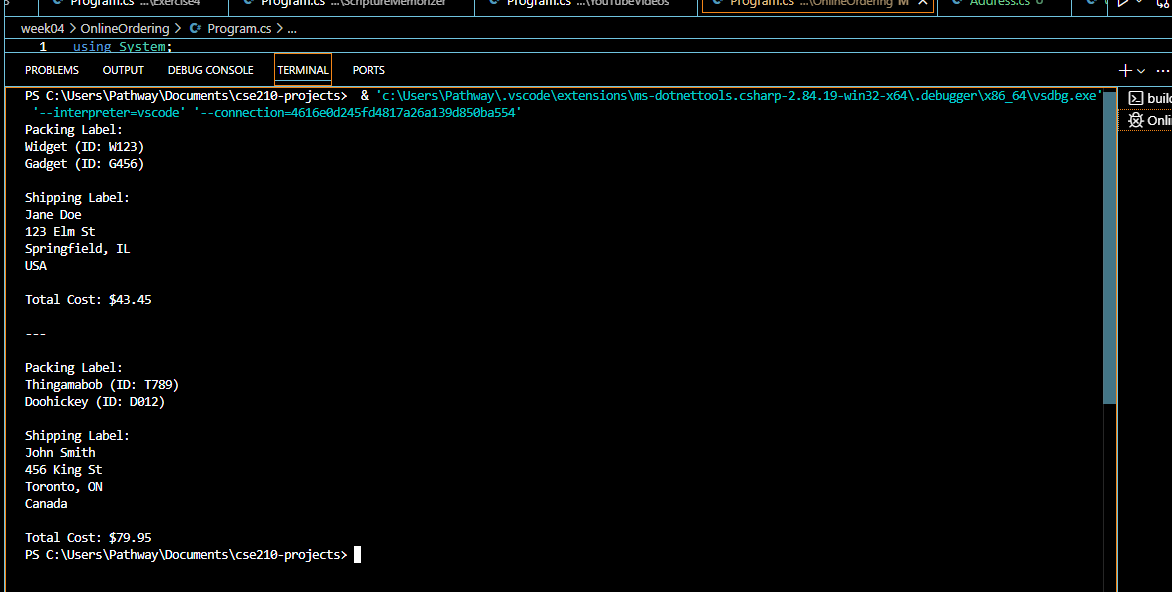 Program.cs ...\Exercise4 Program.cs ...\ScriptureMemorizer Program.cs ...\YouTubeVideos Program.cs ...\OnlineOrdering M Address.cs U
week04 > OnlineOrdering > Program.cs > ...
1 using System;
PROBLEMS OUTPUT DEBUG CONSOLE TERMINAL PORTS
PS C:\Users\Pathway\Documents\cse210-projects> & 'c:\Users\Pathway\.vscode\extensions\ms-dotnettools.csharp-2.84.19-win32-x64\.debugger\x86_64\vsdbg.exe'
'--interpreter=vscode' '--connection=4616e0d245fd4817a26a139d850ba554'
Packing Label:
Widget (ID: W123)
Gadget (ID: G456)
Shipping Label:
Jane Doe
123 Elm St
Springfield, IL
USA
Total Cost: $43.45
---
Packing Label:
Thingamabob (ID: T789)
Doohickey (ID: D012)
Shipping Label:
John Smith
456 King St
Toronto, ON
Canada
Total Cost: $79.95
PS C:\Users\Pathway\Documents\cse210-projects>
build
Onli